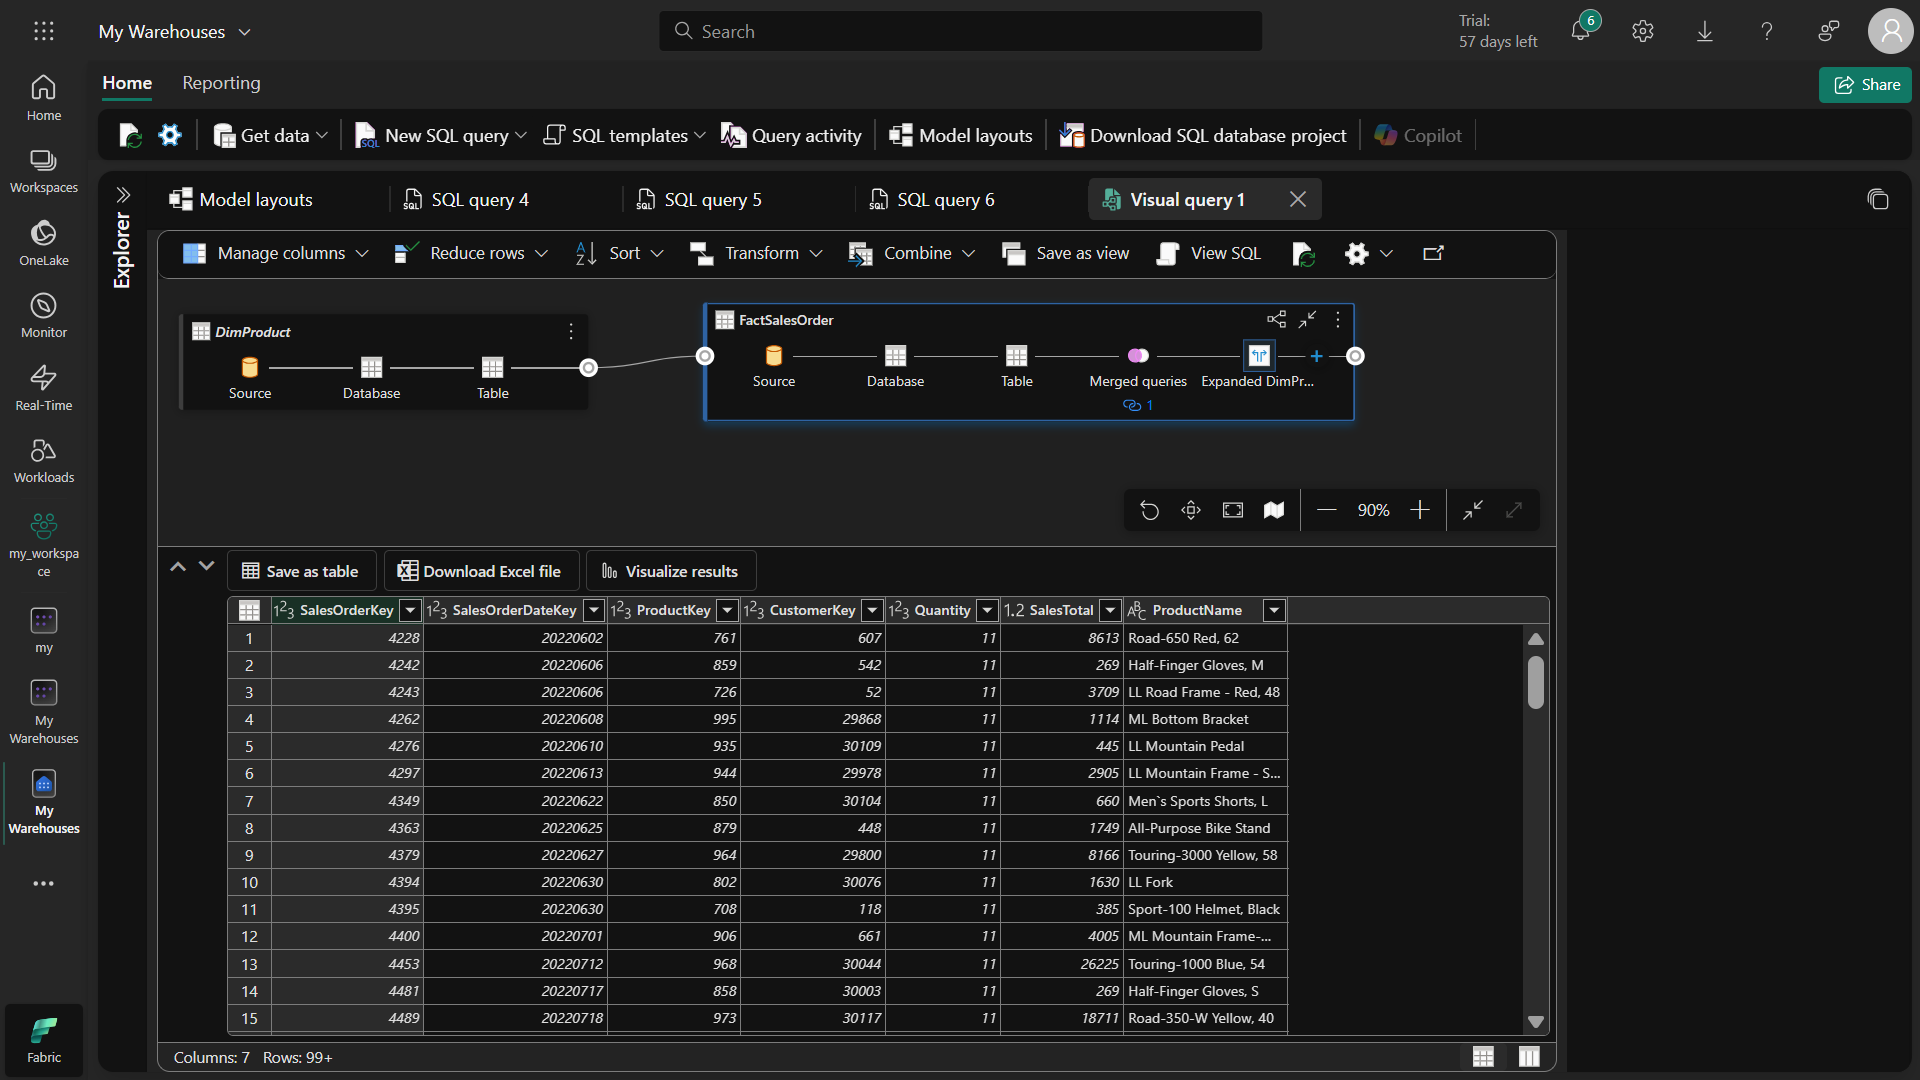 My Warehouses
Search
Trial:
57 days left
6
Home
Reporting
Share
Get data
New SQL query
SQL templates
Query activity
Model layouts
Download SQL database project
Copilot
Home
Workspaces
OneLake
Monitor
Real-Time
Workloads
my_workspa
ce
my
My
Warehouses
My
Warehouses
Fabric
Explorer
Model layouts
SQL query 4
SQL query 5
SQL query 6
Visual query 1
Manage columns
Reduce rows
Sort
Transform
Combine
Save as view
View SQL
DimProduct
Source
Database
Table
FactSalesOrder
Source
Database
Table
Merged queries
Expanded DimPr...
1
90%
Save as table
Download Excel file
Visualize results
SalesOrderKey SalesOrderDateKey ProductKey CustomerKey Quantity 1.2 SalesTotal ProductName
1 4228 20220602 761 607 11 8613 Road-650 Red, 62
2 4242 20220606 859 542 11 269 Half-Finger Gloves, M
3 4243 20220606 726 52 11 3709 LL Road Frame - Red, 48
4 4262 20220608 995 29868 11 1114 ML Bottom Bracket
5 4276 20220610 935 30109 11 445 LL Mountain Pedal
6 4297 20220613 944 29978 11 2905 LL Mountain Frame - S...
7 4349 20220622 850 30104 11 660 Men`s Sports Shorts, L
8 4363 20220625 879 448 11 1749 All-Purpose Bike Stand
9 4379 20220627 964 29800 11 8166 Touring-3000 Yellow, 58
10 4394 20220630 802 30076 11 1630 LL Fork
11 4395 20220630 708 118 11 385 Sport-100 Helmet, Black
12 4400 20220701 906 661 11 4005 ML Mountain Frame-...
13 4453 20220712 968 30044 11 26225 Touring-1000 Blue, 54
14 4481 20220717 858 30003 11 269 Half-Finger Gloves, S
15 4489 20220718 973 30117 11 18711 Road-350-W Yellow, 40
Columns: 7 Rows: 99+